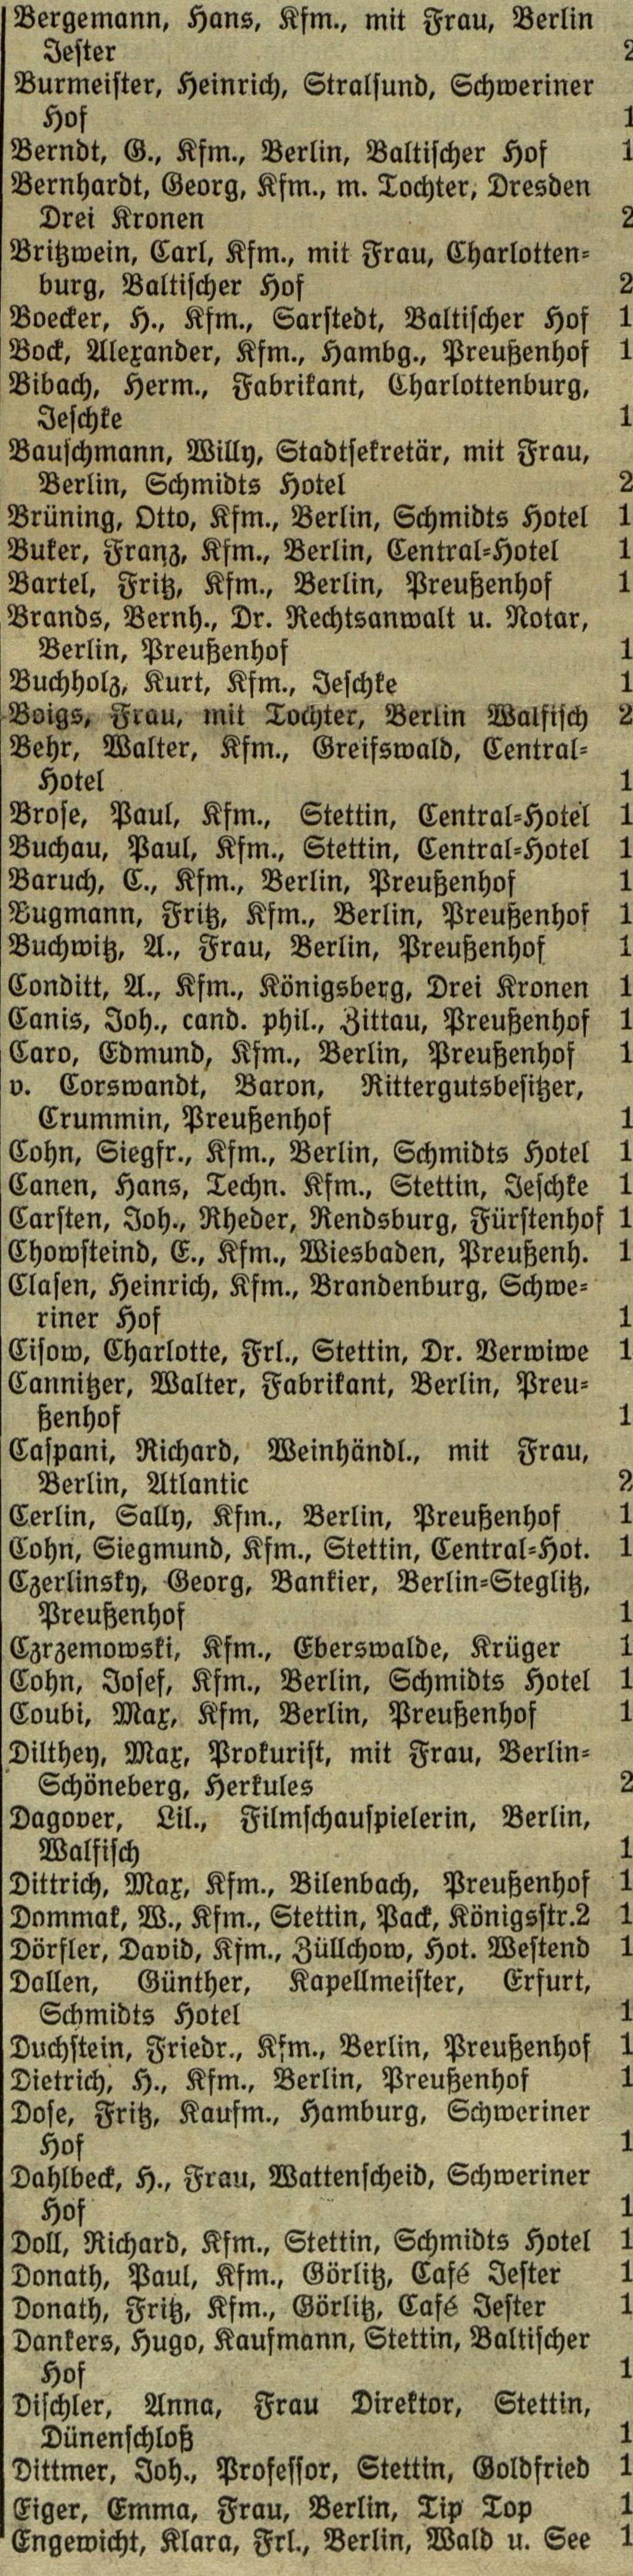 Bergemann, Hans, Kfm., mit Frau, Berlin
Jester 2
Burmeister, Heinrich, Stralsund, Schweriner
Hof 1
Berndt, G., Kfm., Berlin, Baltischer Hof 1
Bernhardt, Georg, Kfm., m. Tochter, Dresden
Drei Kronen 2
Britzwein, Carl, Kfm., mit Frau, Charlotten-
burg, Baltischer Hof 2
Boecker, H., Kfm., Sarstedt, Baltischer Hof 1
Bock, Alexander, Kfm., Hambg., Preußenhof 1
Bibach, Herm., Fabrikant, Charlottenburg,
Jeschke 1
Bauschmann, Willy, Stadtsekretär, mit Frau,
Berlin, Schmidts Hotel 2
Brüning, Otto, Kfm., Berlin, Schmidts Hotel 1
Buker, Franz, Kfm., Berlin, Central-Hotel 1
Bartel, Fritz, Kfm., Berlin, Preußenhof 1
Brands, Bernh., Dr. Rechtsanwalt u. Notar,
Berlin, Preußenhof 1
Buchholz, Kurt, Kfm., Jeschke 1
Boigs, Frau, mit Tochter, Berlin Walfisch 2
Behr, Walter, Kfm., Greifswald, Central-
Hotel 1
Brose, Paul, Kfm., Stettin, Central-Hotel 1
Buchau, Paul, Kfm., Stettin, Central-Hotel 1
Baruch, C., Kfm., Berlin, Preußenhof 1
Bugmann, Fritz, Kfm., Berlin, Preußenhof 1
Buchwitz, A., Frau, Berlin, Preußenhof 1
Conditt, A., Kfm., Königsberg, Drei Kronen 1
Canis, Joh., cand. phil., Zittau, Preußenhof 1
Caro, Edmund, Kfm., Berlin, Preußenhof 1
v. Corswandt, Baron, Rittergutsbesitzer,
Crummin, Preußenhof 1
Cohn, Siegfr., Kfm., Berlin, Schmidts Hotel 1
Canen, Hans, Techn. Kfm., Stettin, Jeschke 1
Carsten, Joh., Rheder, Rendsburg, Fürstenhof 1
Chowsteind, E., Kfm., Wiesbaden, Preußenh. 1
Clasen, Heinrich, Kfm., Brandenburg, Schwe-
riner Hof 1
Cisow, Charlotte, Frl., Stettin, Dr. Verwiwe 1
Cannitzer, Walter, Fabrikant, Berlin, Preu-
ßenhof 1
Caspani, Richard, Weinhändl., mit Frau,
Berlin, Atlantic 2
Cerlin, Sally, Kfm., Berlin, Preußenhof 1
Cohn, Siegmund, Kfm., Stettin, Central-Hot. 1
Czerlinsky, Georg, Bankier, Berlin-Steglitz,
Preußenhof 1
Czrzemowski, Kfm., Eberswalde, Krüger 1
Cohn, Josef, Kfm., Berlin, Schmidts Hotel 1
Coubi, Max, Kfm, Berlin, Preußenhof 1
Dilthey, Max, Prokurist, mit Frau, Berlin-
Schöneberg, Herkules 2
Dagover, Lil., Filmschauspielerin, Berlin,
Walfisch 1
Dittrich, Max, Kfm., Bilenbach, Preußenhof 1
Dommak, W., Kfm., Stettin, Pack, Königsstr.2 1
Dörfler, David, Kfm., Züllchow, Hot. Westend 1
Dallen, Günther, Kapellmeister, Erfurt,
Schmidts Hotel 1
Duchstein, Friedr., Kfm., Berlin, Preußenhof 1
Dietrich, H., Kfm., Berlin, Preußenhof 1
Dose, Fritz, Kaufm., Hamburg, Schweriner
Hof 1
Dahlbeck, H., Frau, Wattenscheid, Schweriner
Hof 1
Doll, Richard, Kfm., Stettin, Schmidts Hotel 1
Donath, Paul, Kfm., Görlitz, Café Jester 1
Donath, Fritz, Kfm., Görlitz, Café Jester 1
Dankers, Hugo, Kaufmann, Stettin, Baltischer
Hof 1
Dischler, Anna, Frau Direktor, Stettin,
Dünenschloß 1
Dittmer, Joh., Professor, Stettin, Goldfried 1
Eiger, Emma, Frau, Berlin, Tip Top 1
Engewicht, Klara, Frl., Berlin, Wald u. See 1